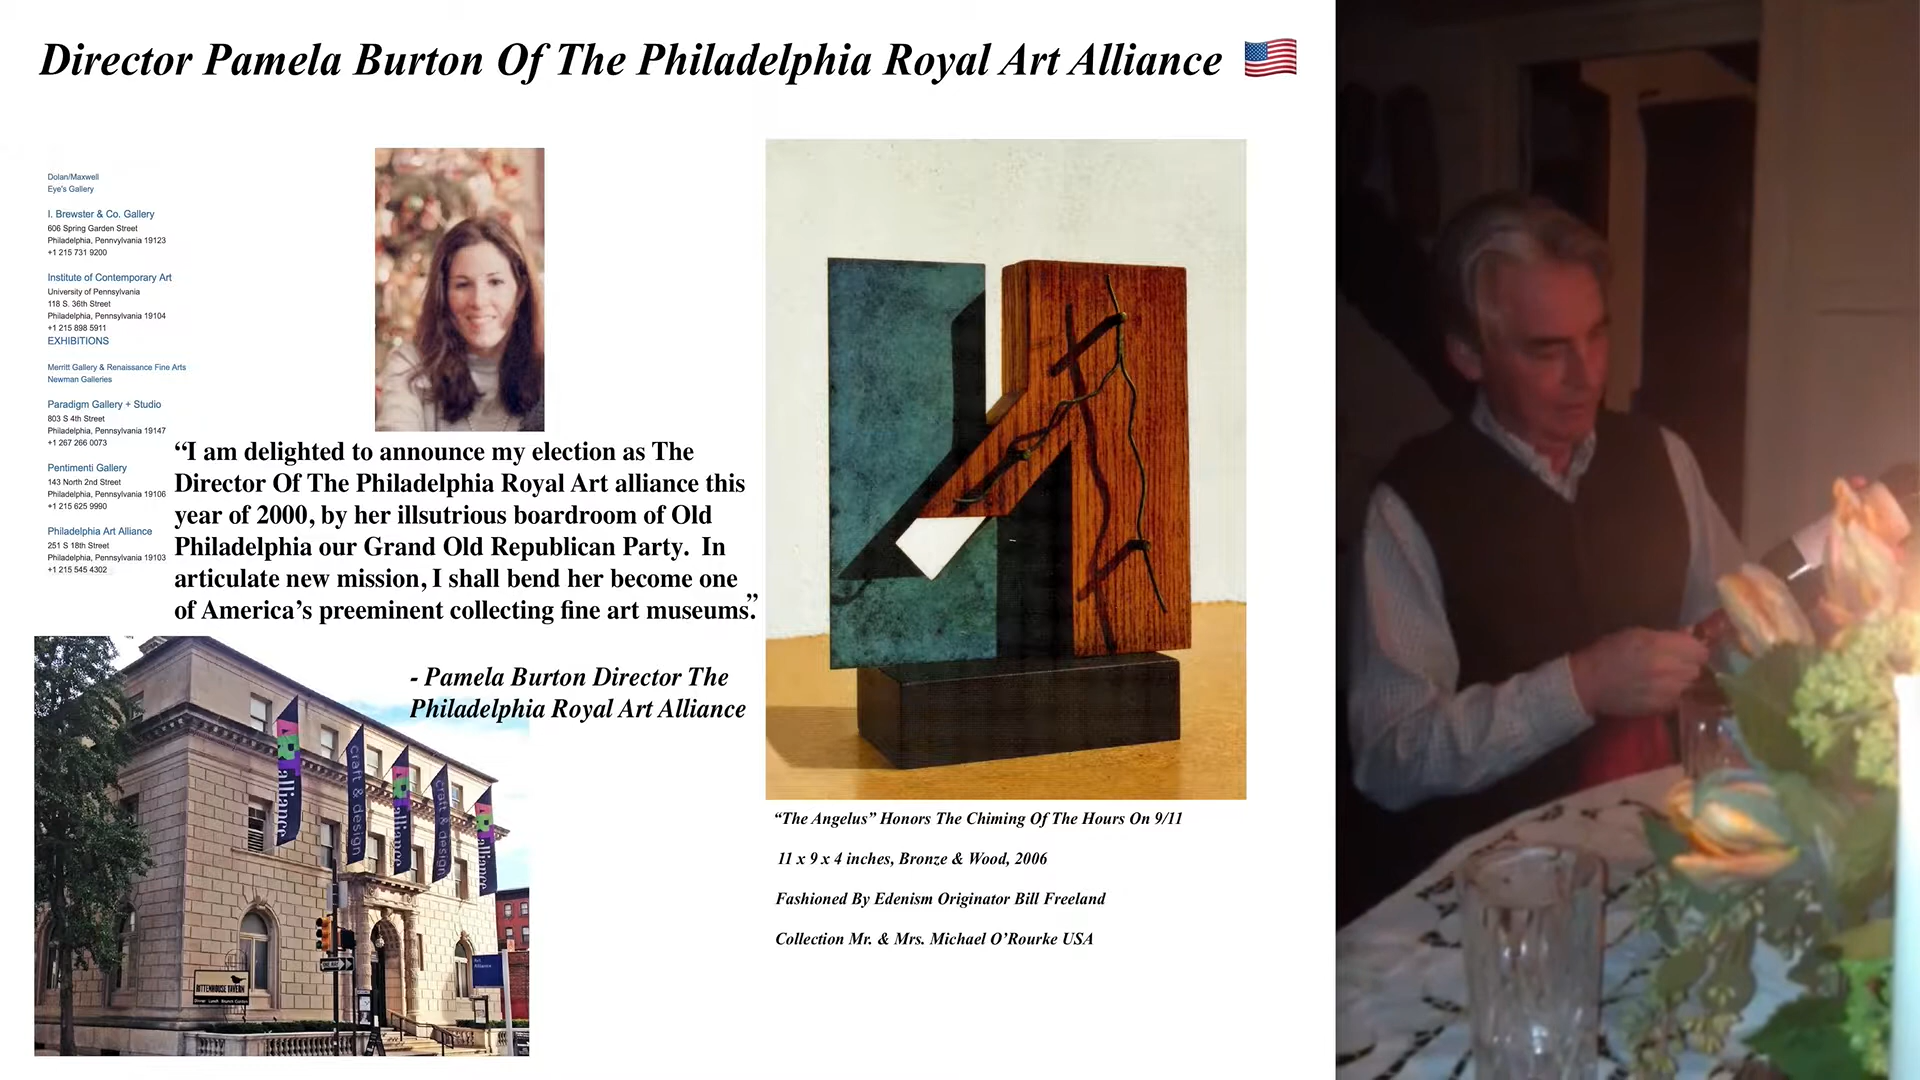 Director Pamela Burton Of The Philadelphia Royal Art Alliance
Dolan/Maxwell
Eye's Gallery
I. Brewster & Co. Gallery
606 Spring Garden Street
Philadelphia, Pennvylvania 19123
+1 215 731 9200
Institute of Contemporary Art
University of Pennsylvania
118 S. 36th Street
Philadelphia, Pennsylvania 19104
+1 215 898 5911
EXHIBITIONS
Merritt Gallery & Renaissance Fine Arts
Newman Galleries
Paradigm Gallery + Studio
803 S 4th Street
Philadelphia, Pennsylvania 19147
+1 267 266 0073
Pentimenti Gallery
143 North 2nd Street
Philadelphia, Pennsylvania 19106
+1 215 625 9990
Philadelphia Art Alliance
251 S 18th Street
Philadelphia, Pennsylvania 19103
+1 215 545 4302
“I am delighted to announce my election as The
Director Of The Philadelphia Royal Art alliance this
year of 2000, by her illsutrious boardroom of Old
Philadelphia our Grand Old Republican Party. In
articulate new mission, I shall bend her become one
of America’s preeminent collecting fine art museums.”
- Pamela Burton Director The
Philadelphia Royal Art Alliance
ARTalliance
craft & design
ARTalliance
craft & design
ARTalliance
RITTENHOUSE TAVERN
ONE WAY
Art
Alliance
“The Angelus” Honors The Chiming Of The Hours On 9/11
11 x 9 x 4 inches, Bronze & Wood, 2006
Fashioned By Edenism Originator Bill Freeland
Collection Mr. & Mrs. Michael O’Rourke USA